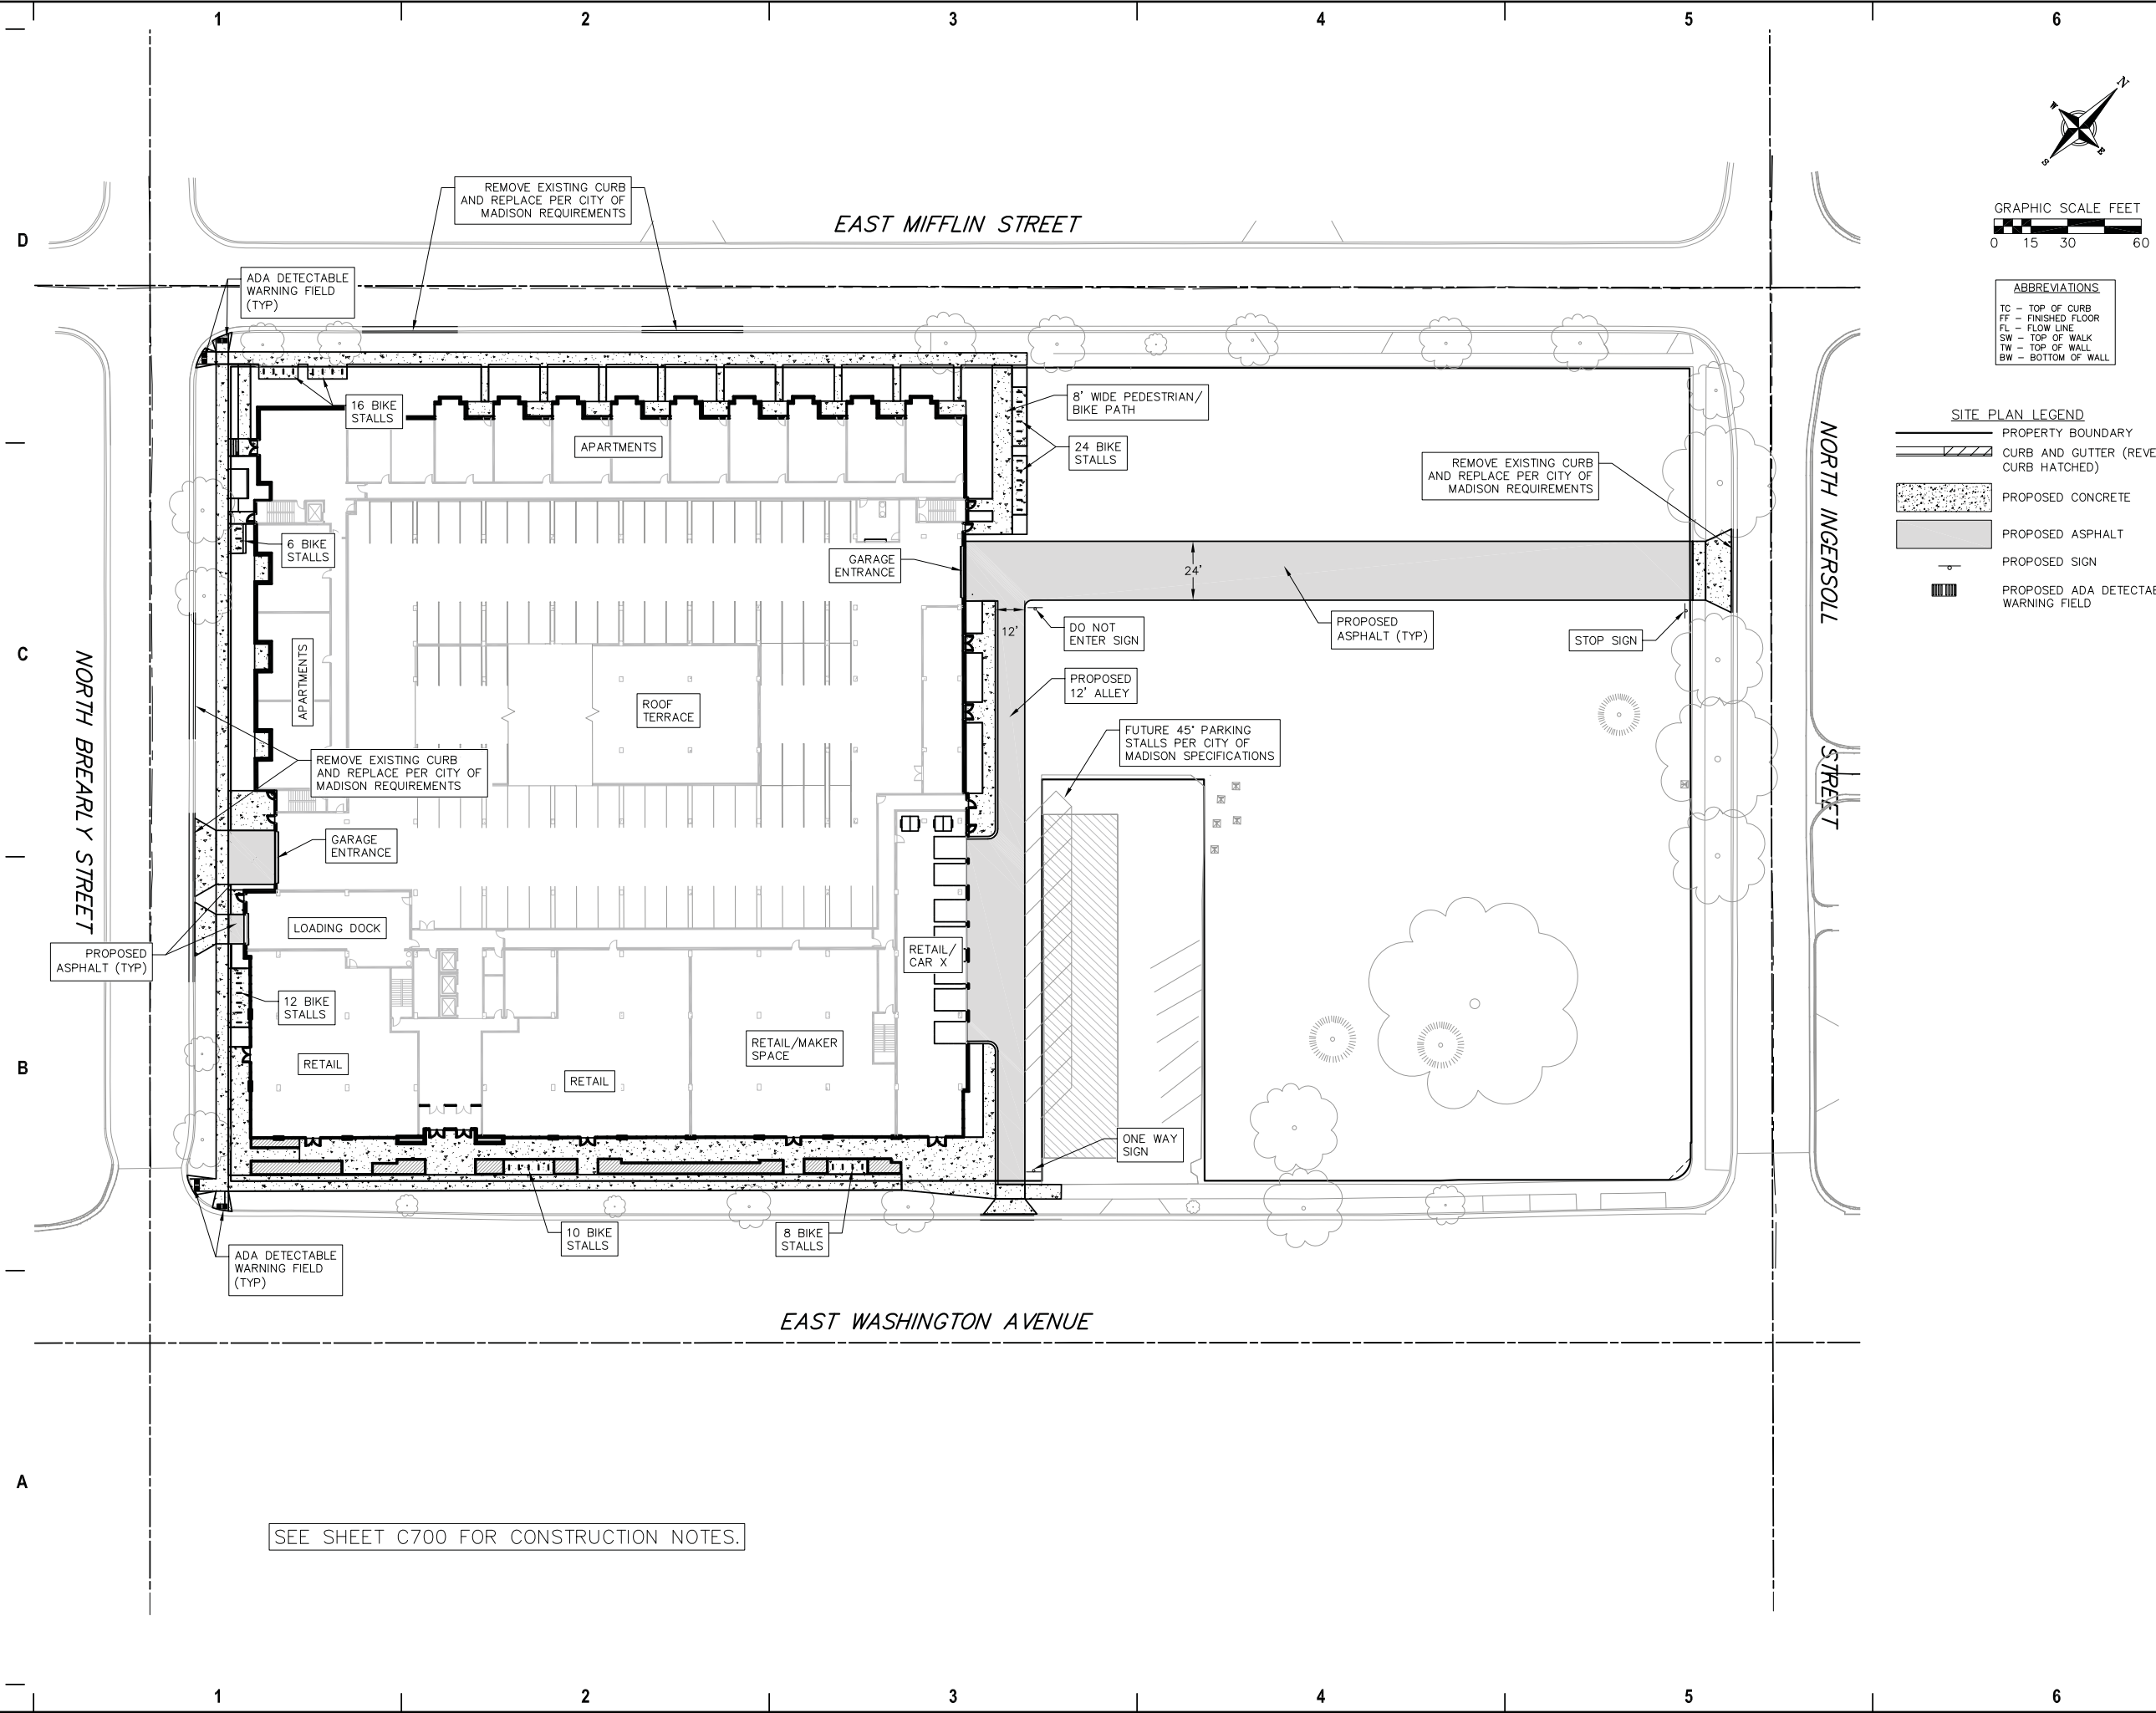 1
2
3
4
5
6
N
W
E
S
GRAPHIC SCALE FEET
0 15 30 60
ABBREVIATIONS
TC – TOP OF CURB
FF – FINISHED FLOOR
FL – FLOW LINE
SW – TOP OF WALK
TW – TOP OF WALL
BW – BOTTOM OF WALL
SITE PLAN LEGEND
PROPERTY BOUNDARY
CURB AND GUTTER (REVE
CURB HATCHED)
PROPOSED CONCRETE
PROPOSED ASPHALT
PROPOSED SIGN
PROPOSED ADA DETECTAB
WARNING FIELD
D
REMOVE EXISTING CURB
AND REPLACE PER CITY OF
MADISON REQUIREMENTS
EAST MIFFLIN STREET
ADA DETECTABLE
WARNING FIELD
(TYP)
16 BIKE
STALLS
APARTMENTS
8' WIDE PEDESTRIAN/
BIKE PATH
24 BIKE
STALLS
REMOVE EXISTING CURB
AND REPLACE PER CITY OF
MADISON REQUIREMENTS
NORTH INGERSOLL
STREET
6 BIKE
STALLS
GARAGE
ENTRANCE
24'
12'
DO NOT
ENTER SIGN
PROPOSED
ASPHALT (TYP)
STOP SIGN
C
NORTH BREARLY STREET
APARTMENTS
ROOF
TERRACE
PROPOSED
12' ALLEY
FUTURE 45° PARKING
STALLS PER CITY OF
MADISON SPECIFICATIONS
REMOVE EXISTING CURB
AND REPLACE PER CITY OF
MADISON REQUIREMENTS
GARAGE
ENTRANCE
LOADING DOCK
PROPOSED
ASPHALT (TYP)
RETAIL/
CAR X
12 BIKE
STALLS
B
RETAIL
RETAIL
RETAIL/MAKER
SPACE
ONE WAY
SIGN
10 BIKE
STALLS
8 BIKE
STALLS
ADA DETECTABLE
WARNING FIELD
(TYP)
EAST WASHINGTON AVENUE
A
SEE SHEET C700 FOR CONSTRUCTION NOTES.
1
2
3
4
5
6